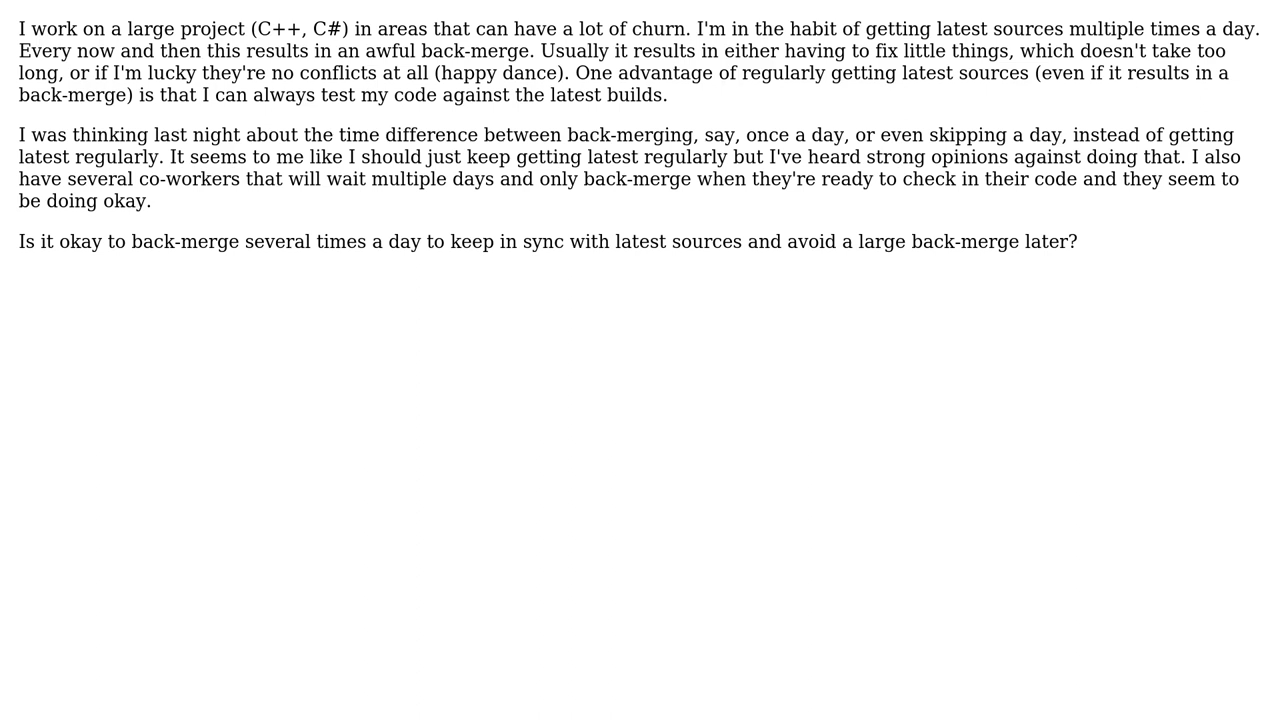 I work on a large project (C++, C#) in areas that can have a lot of churn. I'm in the habit of getting latest sources multiple times a day.
Every now and then this results in an awful back-merge. Usually it results in either having to fix little things, which doesn't take too
long, or if I'm lucky they're no conflicts at all (happy dance). One advantage of regularly getting latest sources (even if it results in a
back-merge) is that I can always test my code against the latest builds.
I was thinking last night about the time difference between back-merging, say, once a day, or even skipping a day, instead of getting
latest regularly. It seems to me like I should just keep getting latest regularly but I've heard strong opinions against doing that. I also
have several co-workers that will wait multiple days and only back-merge when they're ready to check in their code and they seem to
be doing okay.
Is it okay to back-merge several times a day to keep in sync with latest sources and avoid a large back-merge later?